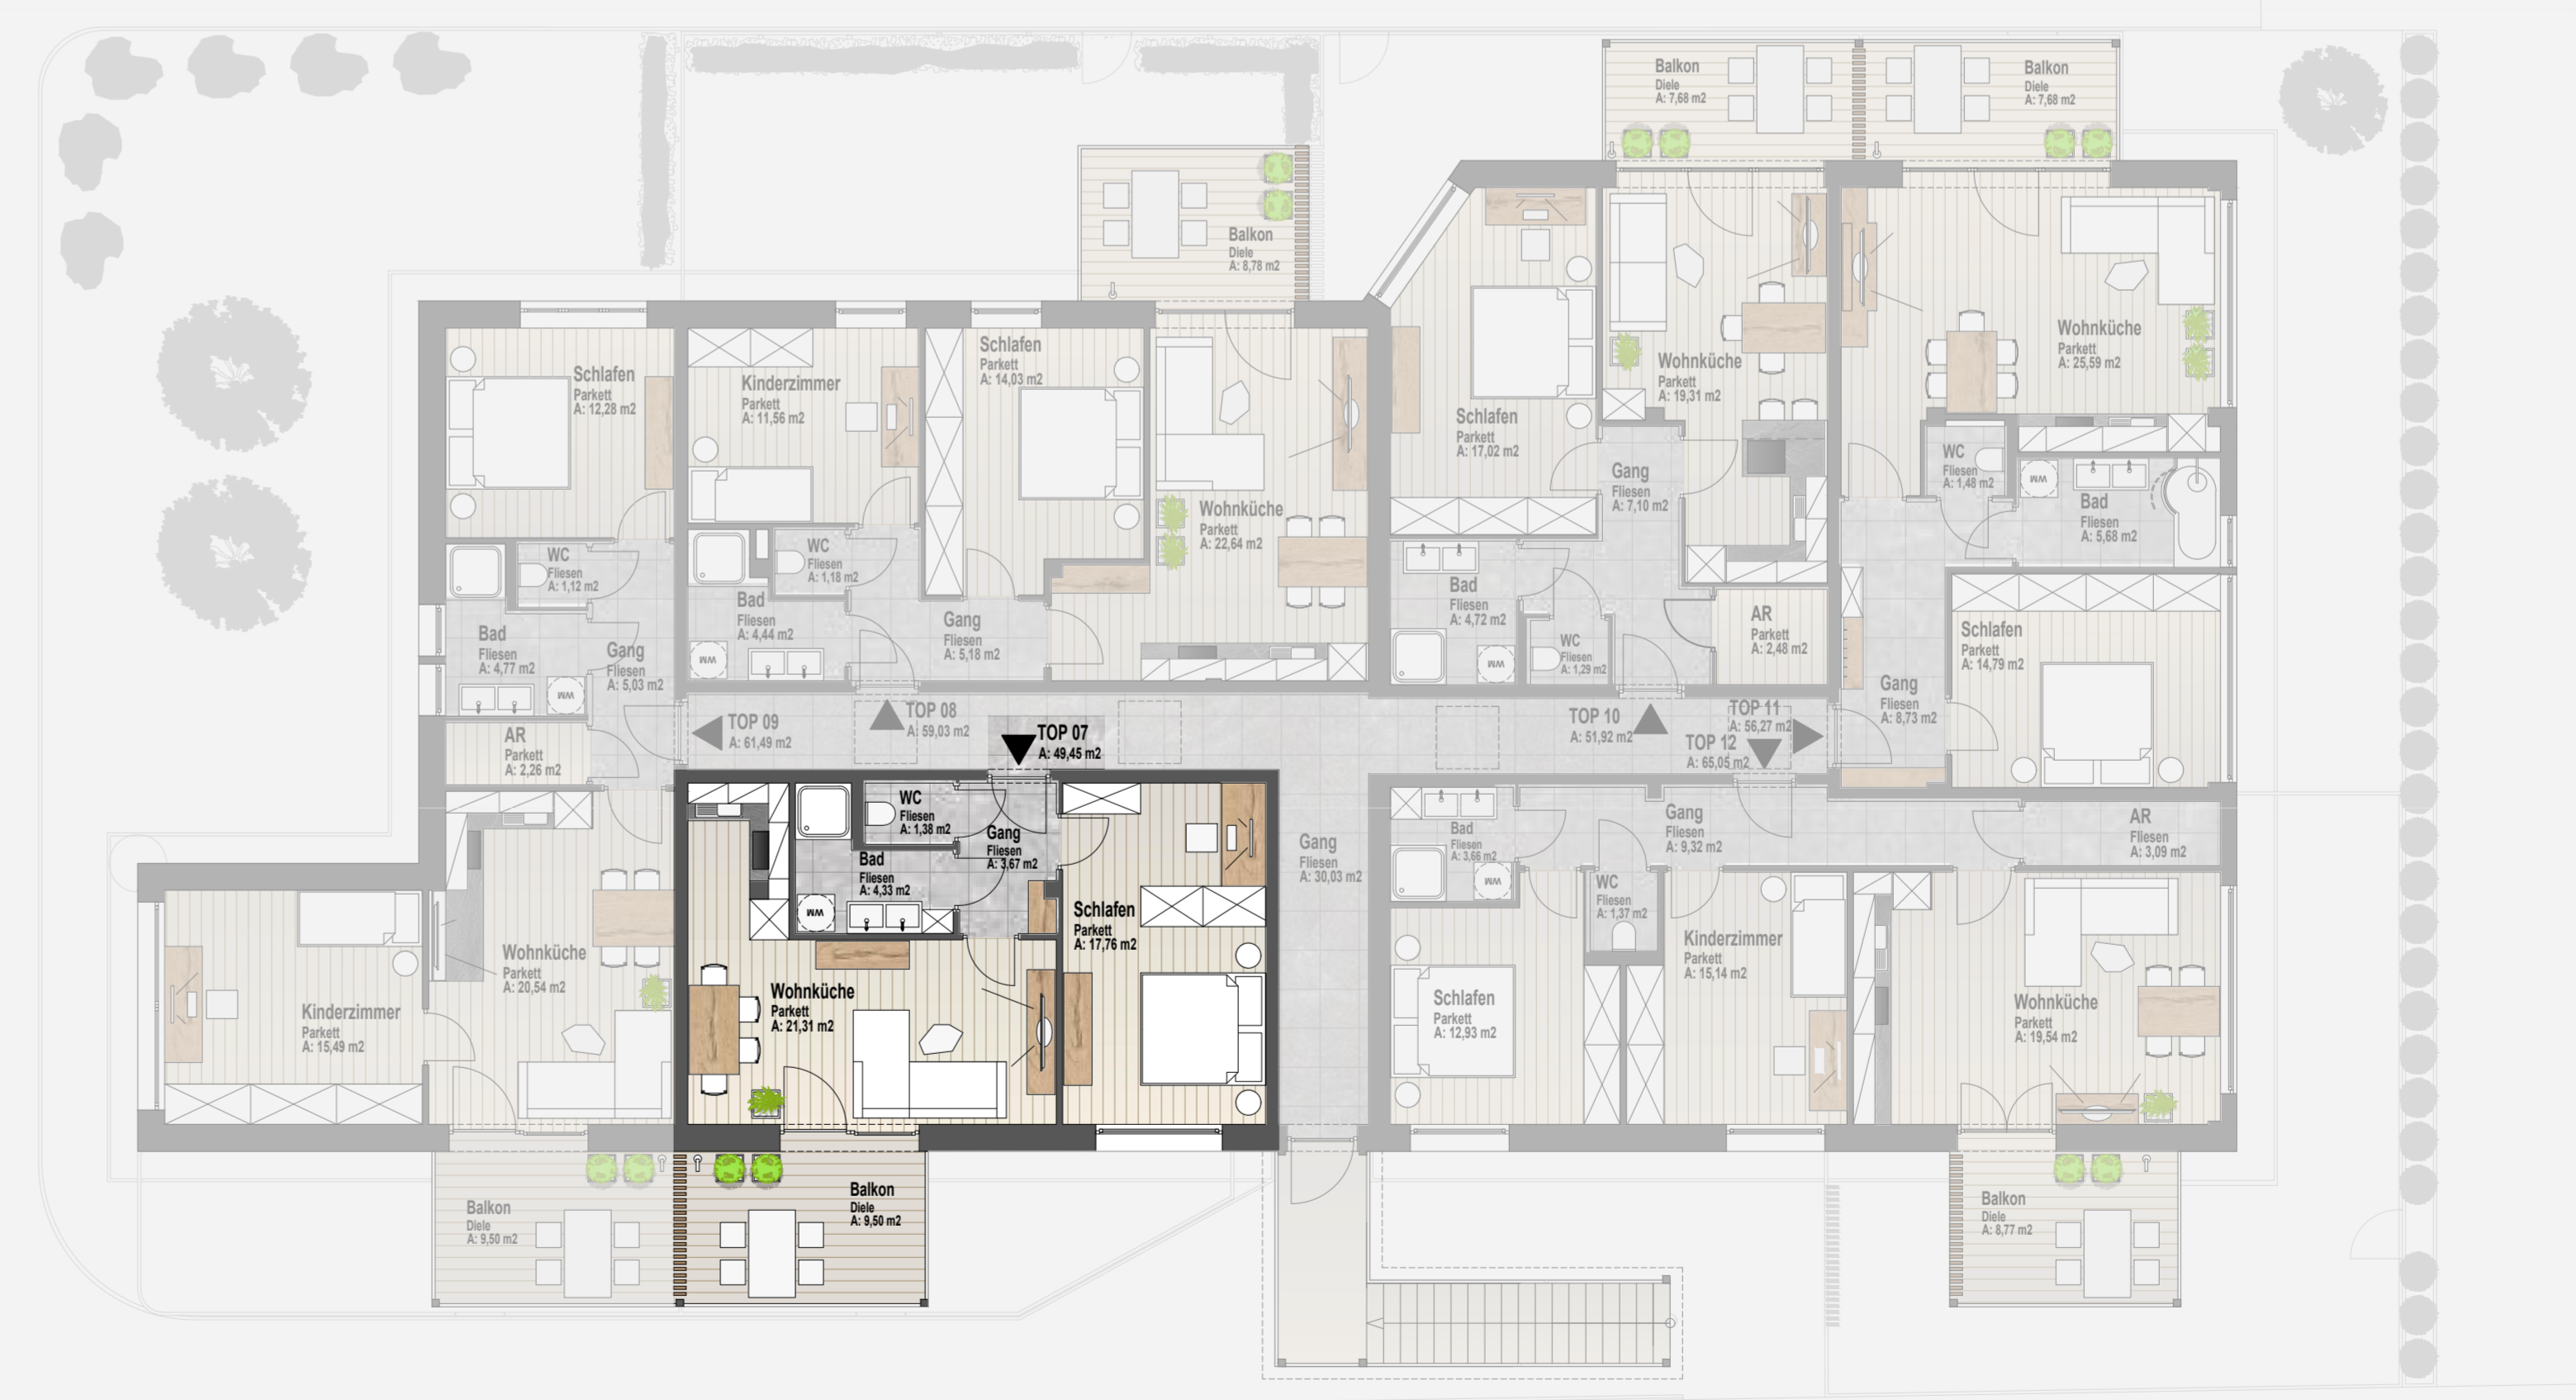 Balkon
Diele
A: 7,68 m2
Balkon
Diele
A: 7,68 m2
Balkon
Diele
A: 8,78 m2
Schlafen
Parkett
A: 12,28 m2
Kinderzimmer
Parkett
A: 11,56 m2
Schlafen
Parkett
A: 14,03 m2
Wohnküche
Parkett
A: 22,64 m2
Schlafen
Parkett
A: 17,02 m2
Wohnküche
Parkett
A: 19,31 m2
Wohnküche
Parkett
A: 25,59 m2
WC
Fliesen
A: 1,12 m2
Bad
Fliesen
A: 4,77 m2
WM
Gang
Fliesen
A: 5,03 m2
AR
Parkett
A: 2,26 m2
WC
Fliesen
A: 1,18 m2
Bad
Fliesen
A: 4,44 m2
WM
Gang
Fliesen
A: 5,18 m2
Gang
Fliesen
A: 7,10 m2
Bad
Fliesen
A: 4,72 m2
WM
WC
Fliesen
A: 1,29 m2
AR
Parkett
A: 2,48 m2
WC
Fliesen
A: 1,48 m2
WM
Bad
Fliesen
A: 5,68 m2
Schlafen
Parkett
A: 14,79 m2
Gang
Fliesen
A: 8,73 m2
TOP 09
A: 61,49 m2
TOP 08
A: 59,03 m2
TOP 07
A: 49,45 m2
TOP 10
A: 51,92 m2
TOP 11
A: 56,27 m2
TOP 12
A: 65,05 m2
WC
Fliesen
A: 1,38 m2
Gang
Fliesen
A: 3,67 m2
Bad
Fliesen
A: 4,33 m2
WM
Schlafen
Parkett
A: 17,76 m2
Wohnküche
Parkett
A: 21,31 m2
Gang
Fliesen
A: 30,03 m2
Bad
Fliesen
A: 3,66 m2
WM
Gang
Fliesen
A: 9,32 m2
AR
Fliesen
A: 3,09 m2
WC
Fliesen
A: 1,37 m2
Kinderzimmer
Parkett
A: 15,14 m2
Schlafen
Parkett
A: 12,93 m2
Wohnküche
Parkett
A: 19,54 m2
Wohnküche
Parkett
A: 20,54 m2
Kinderzimmer
Parkett
A: 15,49 m2
Balkon
Diele
A: 9,50 m2
Balkon
Diele
A: 9,50 m2
Balkon
Diele
A: 8,77 m2